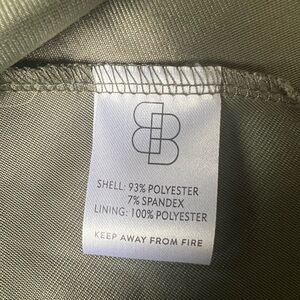 SHELL: 93% POLYESTER
7% SPANDEX
LINING: 100% POLYESTER
KEEP AWAY FROM FIRE